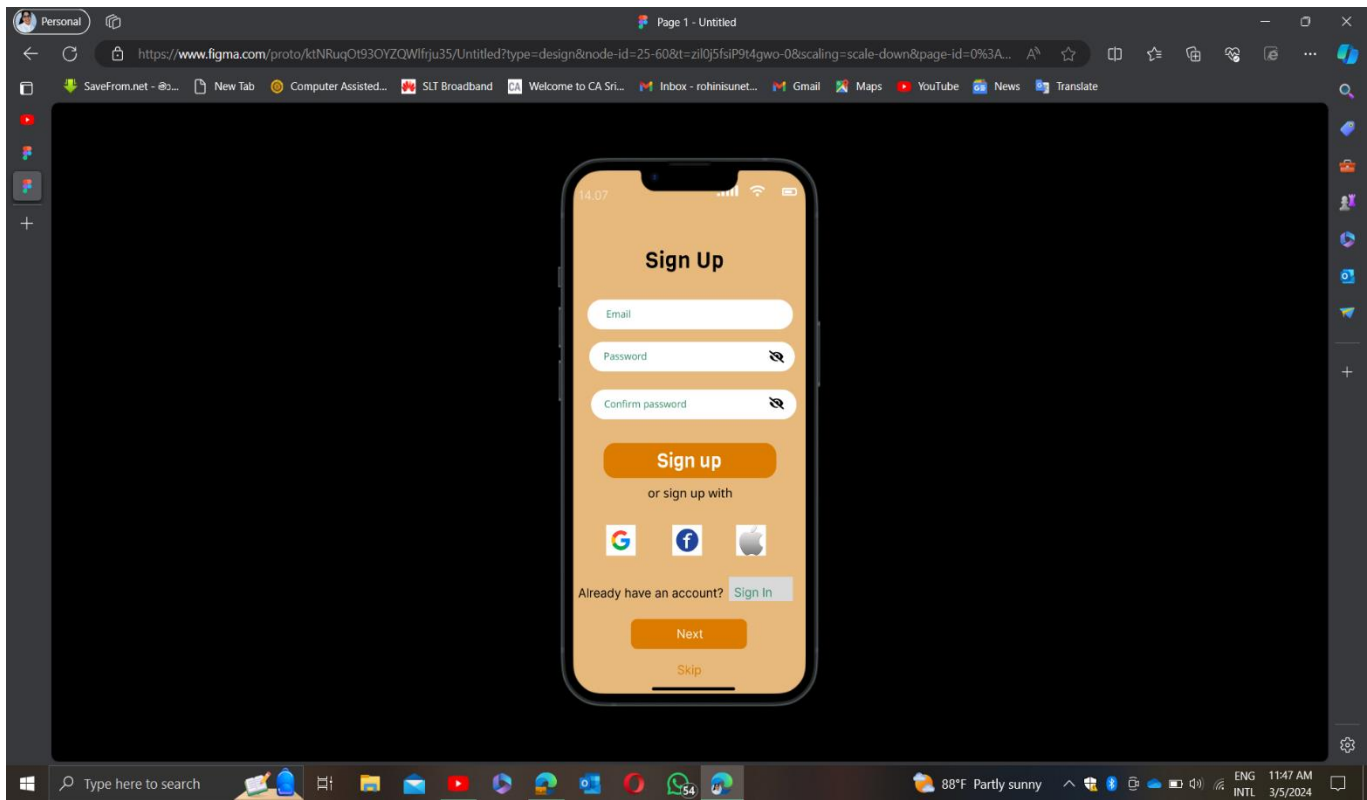 Personal
Page 1 - Untitled
https://www.figma.com/proto/ktNRuqOt93OYZQWlfrju35/Untitled?type=design&node-id=25-60&t=zil0j5fsiP9t4gwo-0&scaling=scale-down&page-id=0%3A...
SaveFrom.net - මා... New Tab Computer Assisted... SLT Broadband CA Welcome to CA Sri... Inbox - rohinisunet... Gmail Maps YouTube News Translate
14.07
Sign Up
Email
Password
Confirm password
Sign up
or sign up with
Already have an account? Sign In
Next
Skip
Type here to search 54 88°F Partly sunny ENG 11:47 AM
INTL 3/5/2024